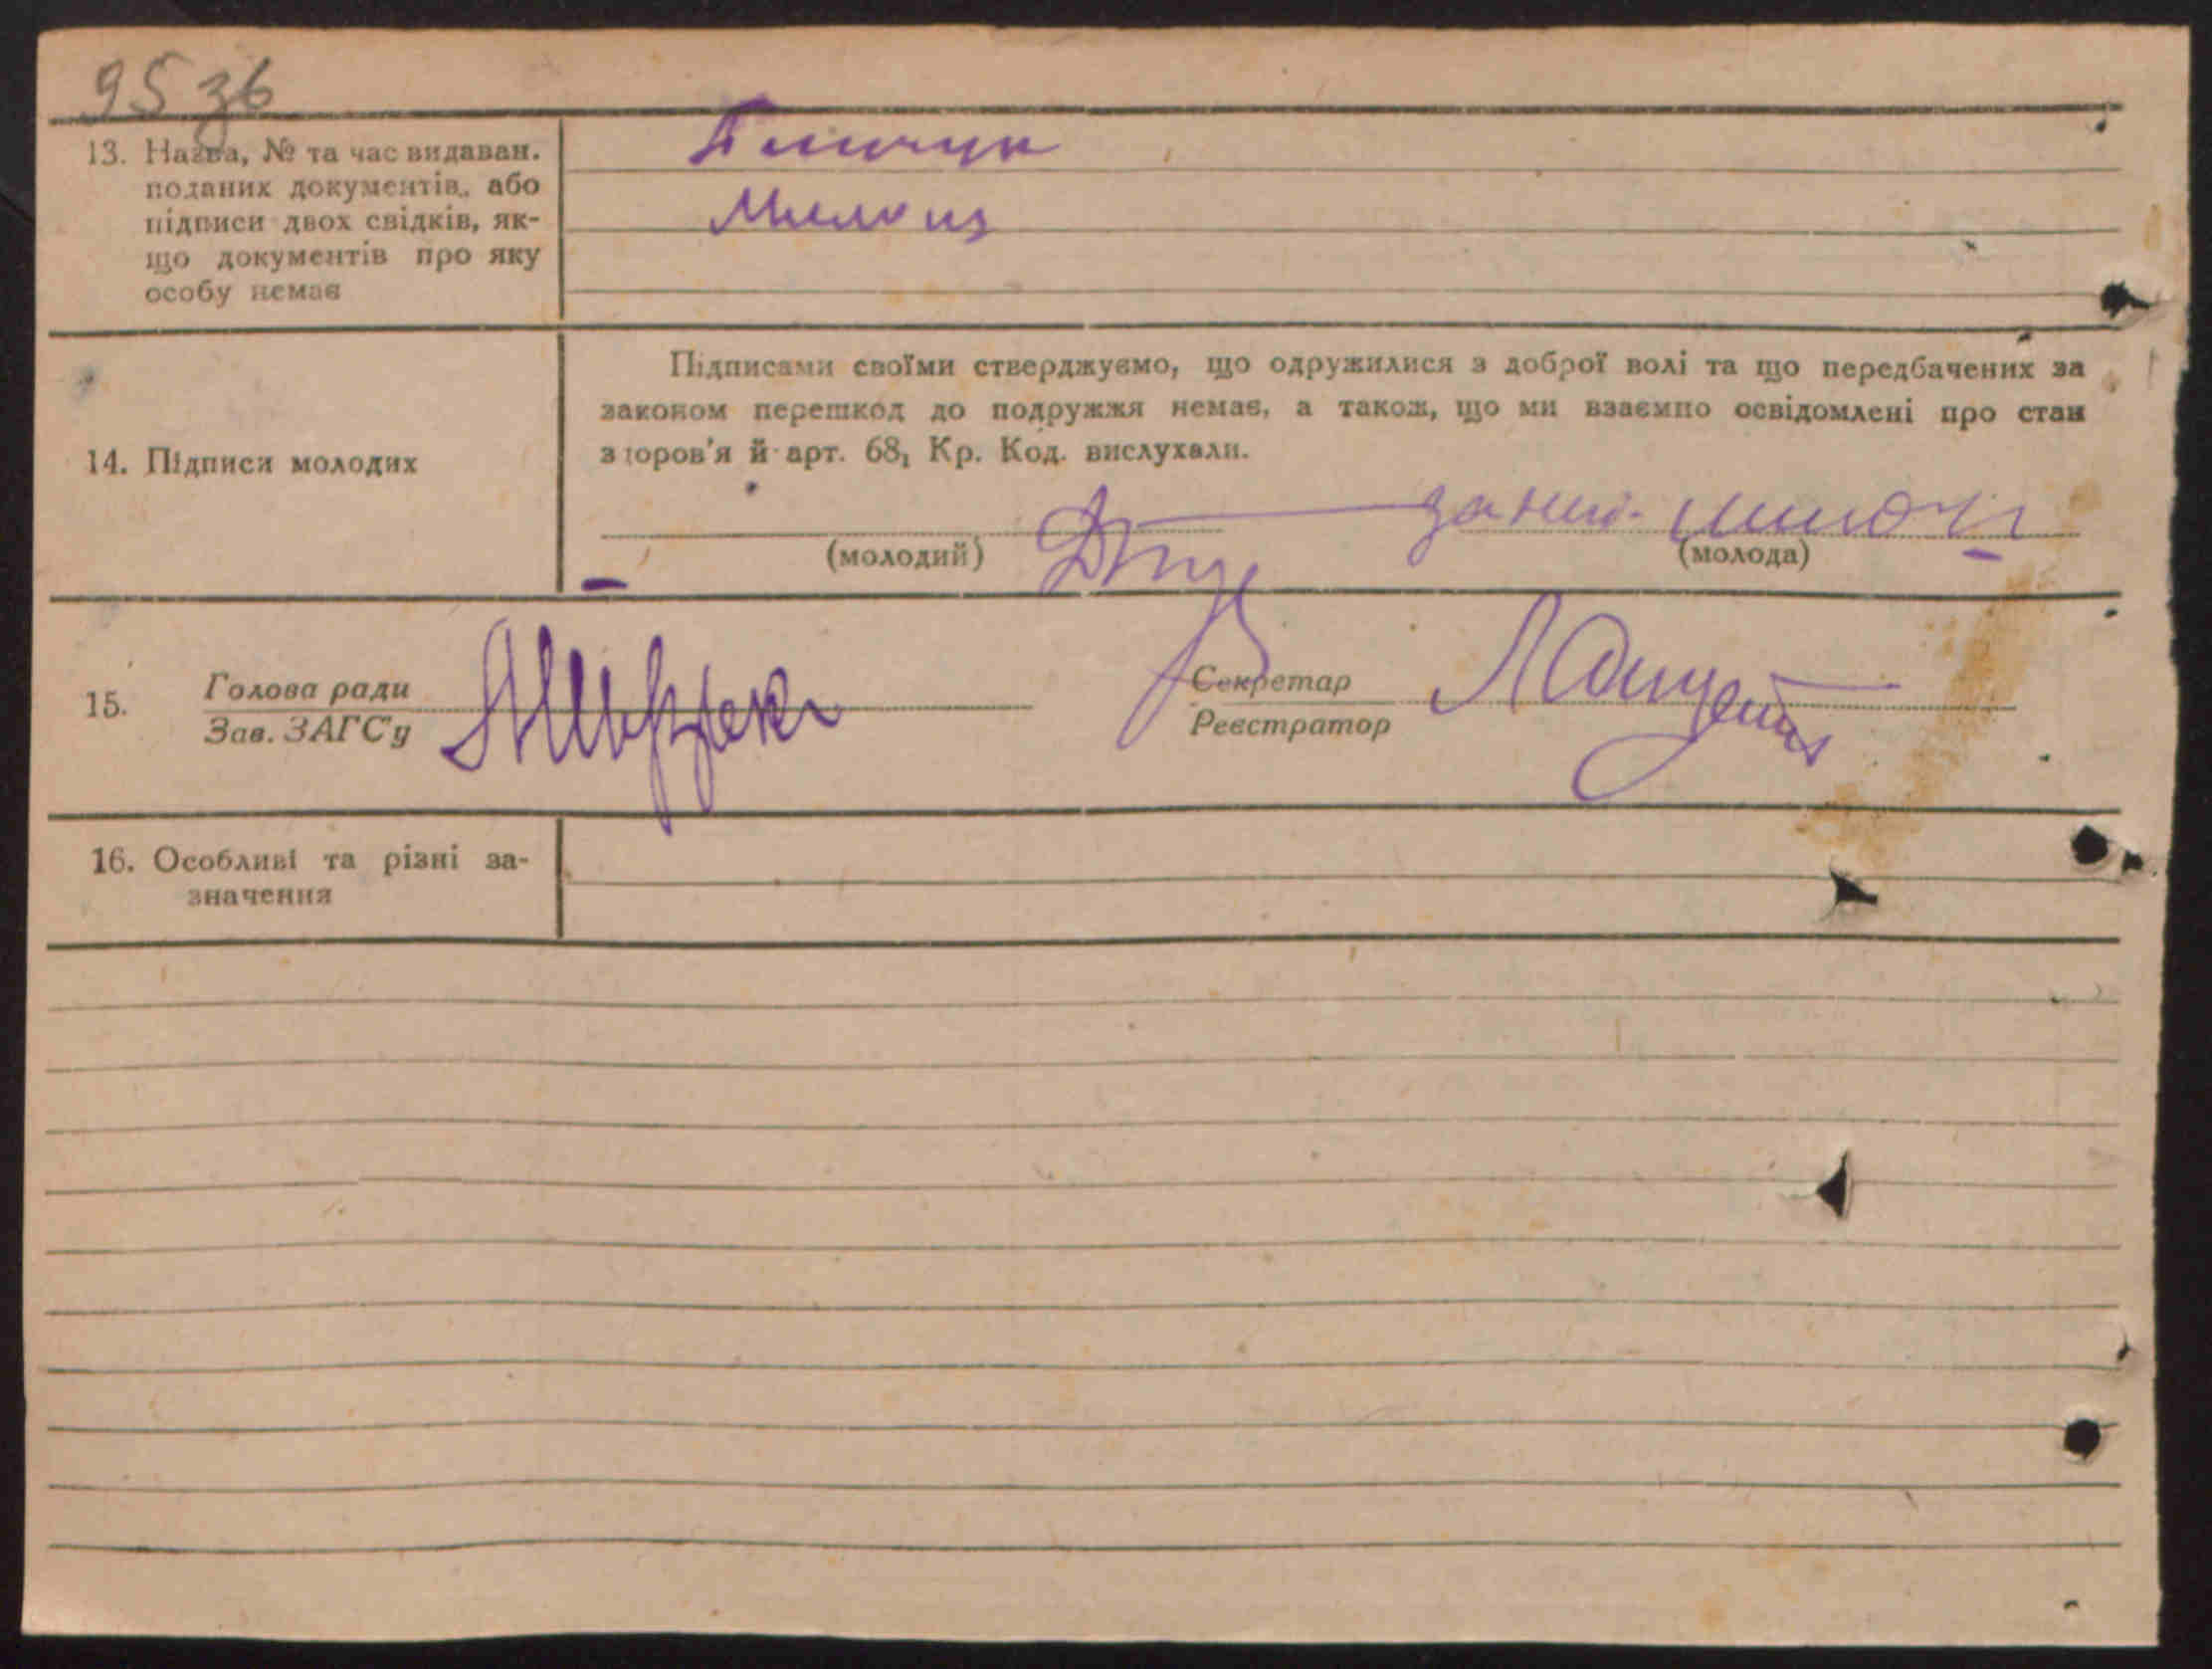 95 зб
13. Назва, № та час видаван.
поданих документів, або
підписи двох свідків, як-
що документів про яку
особу немає
14. Підписи молодих
Підписами своїми стверджуємо, що одружилися з доброї волі та що передбачених за
законом перешкод до подружжя немає, а також, що ми взаємно освідомлені про стан
здоров'я й арт. 68, Кр. Код. вислухали.
(молодий)
(молода)
15. Голова ради
Зав. ЗАГС'у
Секретар
Реєстратор
16. Особливі та різні за-
значення